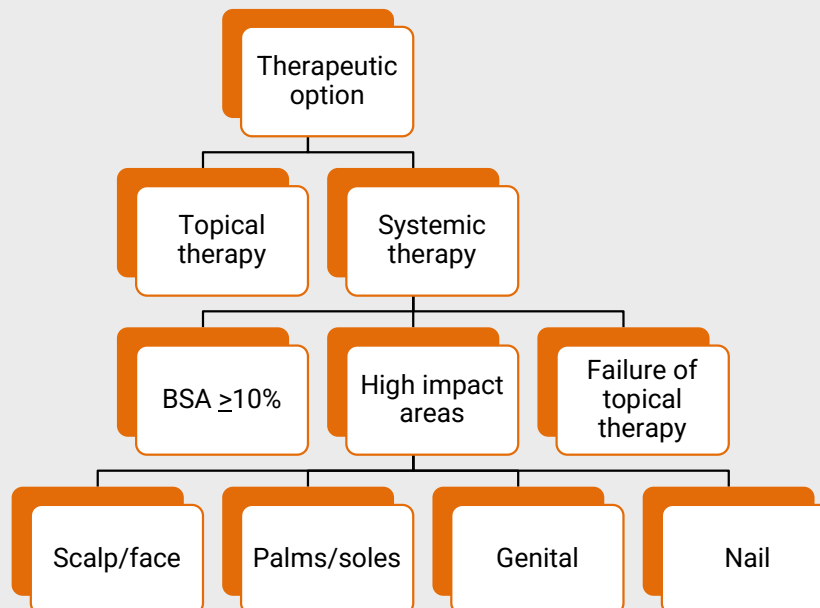 Therapeutic
option
Topical
therapy
Systemic
therapy
BSA ≥10%
High impact
areas
Failure of
topical
therapy
Scalp/face
Palms/soles
Genital
Nail